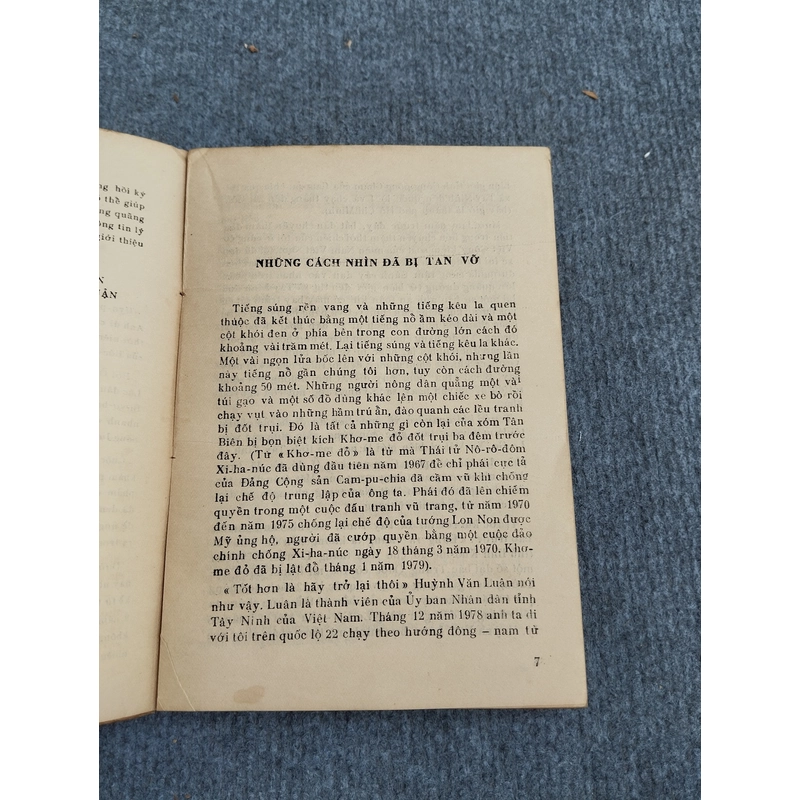 ng hồi ký
thể giúp
ng quãng
ông tin lý
giới thiệu
N
ẬN
NHỮNG CÁCH NHÌN ĐÃ BỊ TAN VỠ
Tiếng súng rền vang và những tiếng kêu la quen
thuộc đã kết thúc bằng một tiếng nổ ầm kéo dài và một
cột khói đen ở phía bên trong con đường lớn cách đó
khoảng vài trăm mét. Lại tiếng súng và tiếng kêu la khác.
Một vài ngọn lửa bốc lên với những cột khói, nhưng lần
này tiếng nổ gần chúng tôi hơn, tuy còn cách đường
khoảng 50 mét. Những người nông dân quẳng một vài
túi gạo và một số đồ dùng khác lên một chiếc xe bò rồi
chạy vụt vào những hầm trú ẩn, đào quanh các lều tranh
bị đốt trụi. Đó là tất cả những gì còn lại của xóm Tân
Biên bị bọn biệt kích Khơ-me đỏ đốt trụi ba đêm trước
đây. (Từ «Khơ-me đỏ» là từ mà Thái tử Nô-rô-đôm
Xi-ha-núc đã dùng đầu tiên năm 1967 để chỉ phái cực tả
của Đảng Cộng sản Cam-pu-chia đã cầm vũ khí chống
lại chế độ trung lập của ông ta. Phái đó đã lên chiếm
quyền trong một cuộc đấu tranh vũ trang, từ năm 1970
đến năm 1975 chống lại chế độ của tướng Lon Non được
Mỹ ủng hộ, người đã cướp quyền bằng một cuộc đảo
chính chống Xi-ha-núc ngày 18 tháng 3 năm 1970. Khơ-
me đỏ đã bị lật đổ tháng 1 năm 1979).
«Tốt hơn là hãy trở lại thôi» Huỳnh Văn Luân nói
như vậy. Luân là thành viên của Ủy ban Nhân dân tỉnh
Tây Ninh của Việt Nam. Tháng 12 năm 1978 anh ta đi
với tôi trên quốc lộ 22 chạy theo hướng đông – nam từ
7